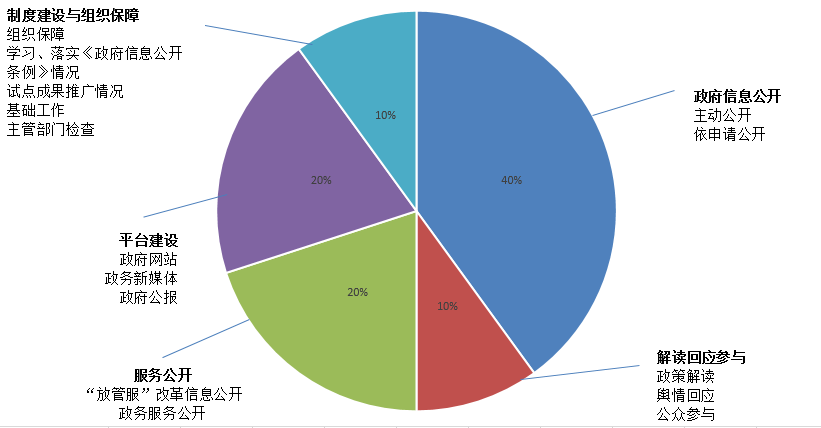 制度建设与组织保障
组织保障
学习、落实《政府信息公开
条例》情况
试点成果推广情况
基础工作
主管部门检查
10%
政府信息公开
主动公开
依申请公开
40%
20%
平台建设
政府网站
政务新媒体
政府公报
20%
10%
服务公开
“放管服”改革信息公开
政务服务公开
解读回应参与
政策解读
舆情回应
公众参与